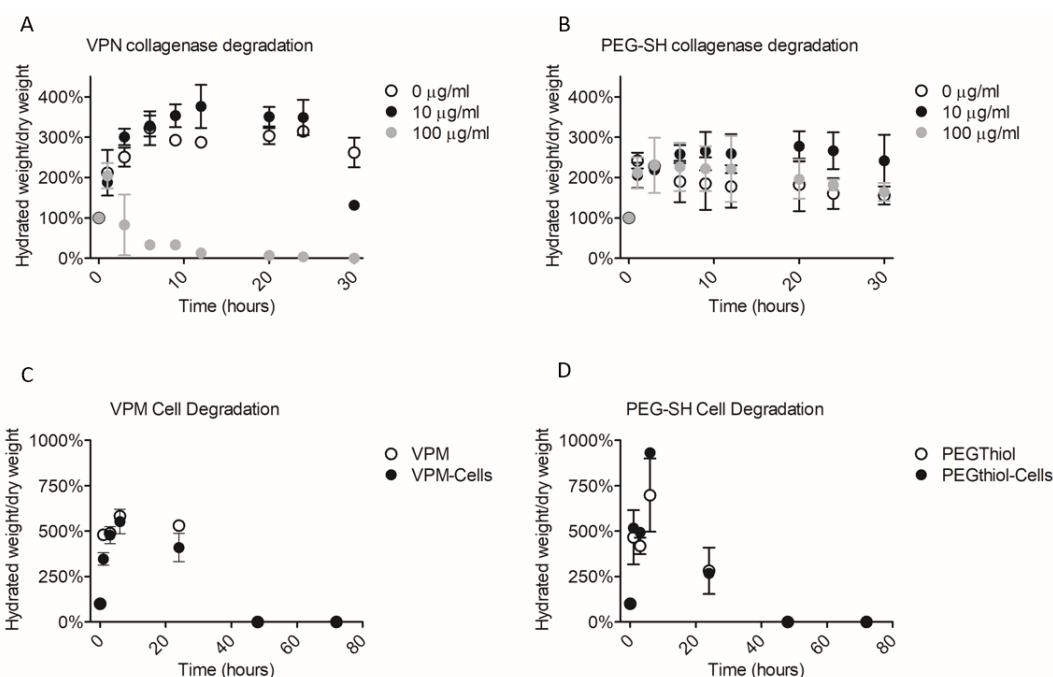 A
VPN collagenase degradation
Hydrated weight/dry weight
400%
300%
200%
100%
0%
0
10
20
30
Time (hours)
0 μg/ml
10 μg/ml
100 μg/ml
B
PEG-SH collagenase degradation
Hydrated weight/dry weight
400%
300%
200%
100%
0%
0
10
20
30
Time (hours)
0 μg/ml
10 μg/ml
100 μg/ml
C
VPM Cell Degradation
Hydrated weight/dry weight
1000%
750%
500%
250%
0%
0
20
40
60
80
Time (hours)
VPM
VPM-Cells
D
PEG-SH Cell Degradation
Hydrated weight/dry weight
1000%
750%
500%
250%
0%
0
20
40
60
80
Time (hours)
PEGThiol
PEGthiol-Cells